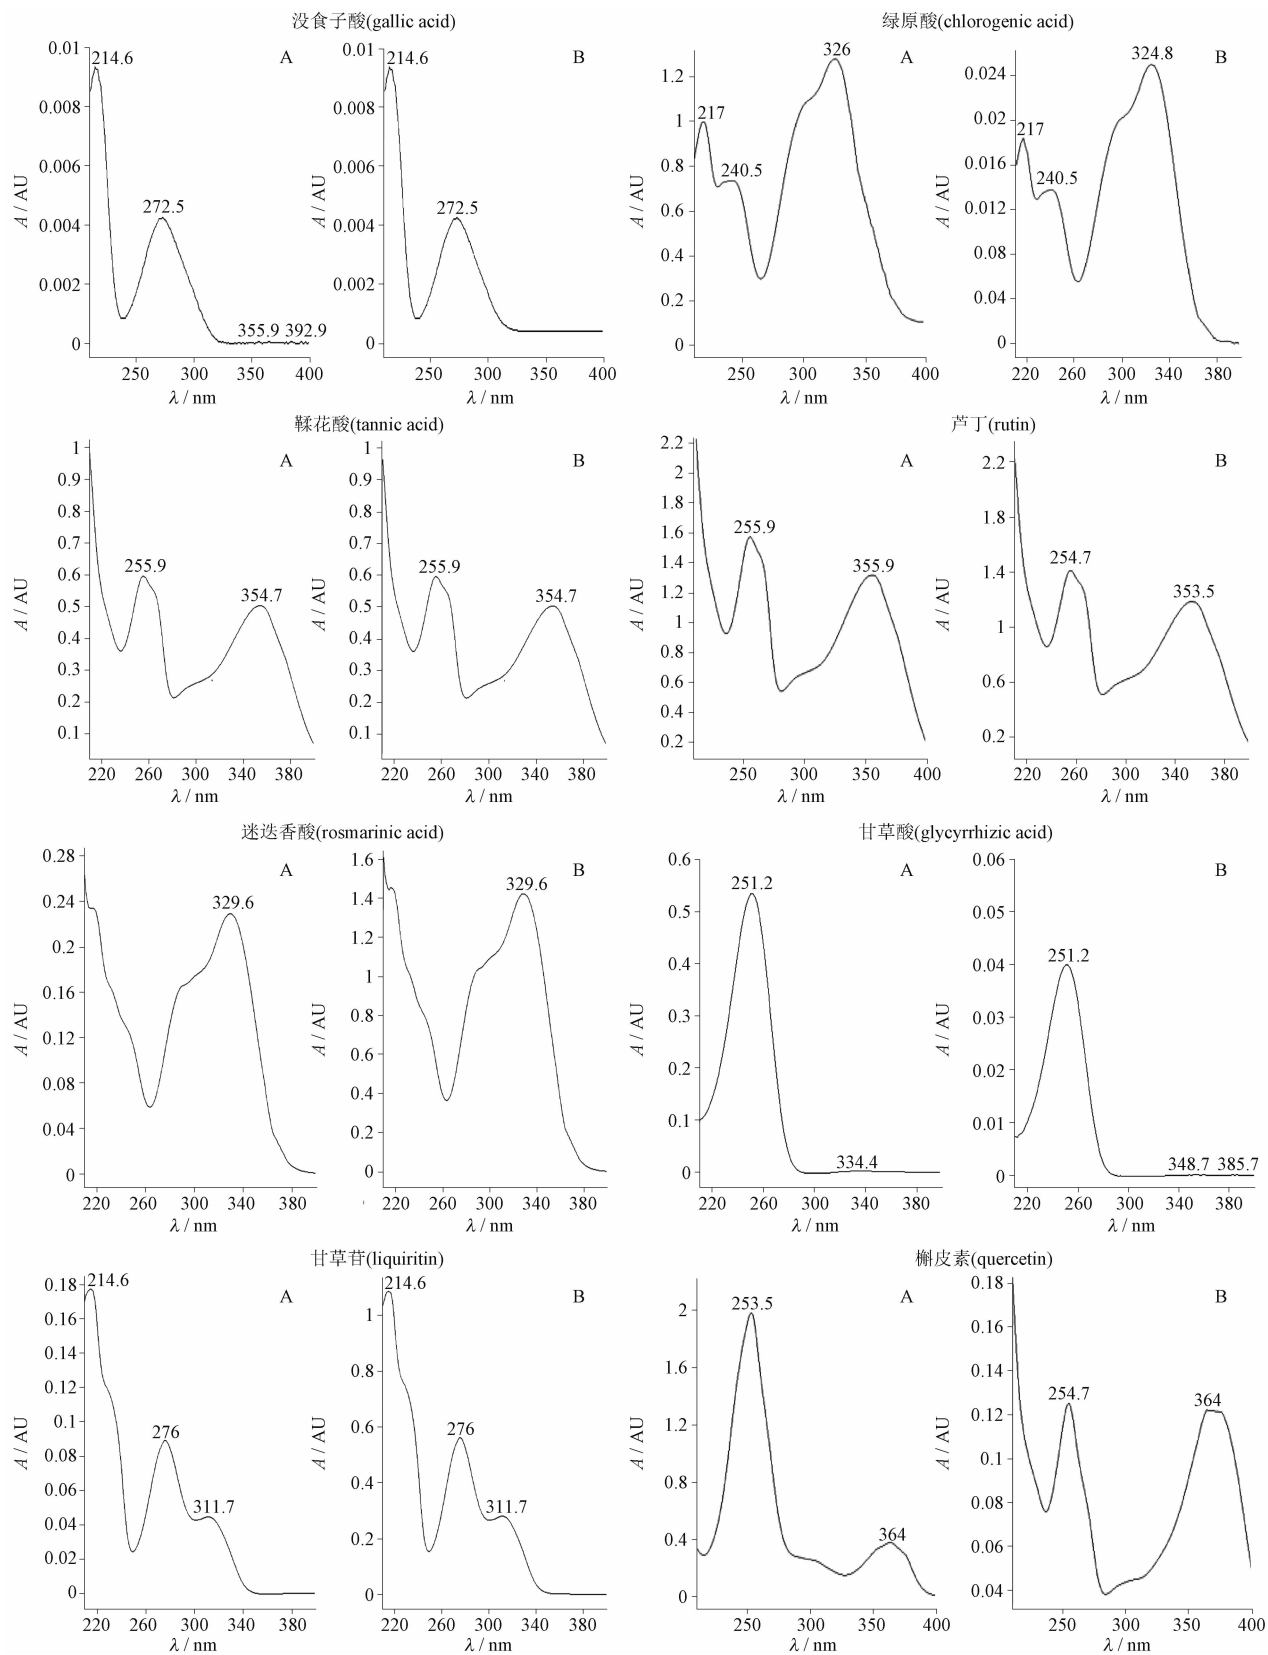 没食子酸(gallic acid)
A
214.6
272.5
355.9 392.9
0.01
0.008
0.006
0.004
0.002
0
A / AU
250 300 350 400
λ / nm
B
214.6
272.5
0.01
0.008
0.006
0.004
0.002
0
A / AU
250 300 350 400
λ / nm
绿原酸(chlorogenic acid)
A
326
217
240.5
1.2
1
0.8
0.6
0.4
0.2
0
A / AU
250 300 350 400
λ / nm
B
324.8
217
240.5
0.024
0.02
0.016
0.012
0.08
0.04
0
A / AU
220 260 300 340 380
λ / nm
鞣花酸(tannic acid)
A
255.9
354.7
1
0.9
0.8
0.7
0.6
0.5
0.4
0.3
0.2
0.1
A / AU
220 260 300 340 380
λ / nm
B
255.9
354.7
1
0.9
0.8
0.7
0.6
0.5
0.4
0.3
0.2
0.1
A / AU
220 260 300 340 380
λ / nm
芦丁(rutin)
A
255.9
355.9
2.2
2
1.8
1.6
1.4
1.2
1
0.8
0.6
0.4
0.2
A / AU
250 300 350 400
λ / nm
B
254.7
353.5
2.2
1.8
1.4
1
0.6
0.2
A / AU
220 260 300 340 380
λ / nm
迷迭香酸(rosmarinic acid)
A
329.6
0.28
0.24
0.2
0.16
0.12
0.08
0.04
0
A / AU
220 260 300 340 380
λ / nm
B
329.6
1.6
1.4
1.2
1
0.8
0.6
0.4
0.2
0
A / AU
220 260 300 340 380
λ / nm
甘草酸(glycyrrhizic acid)
A
251.2
334.4
0.6
0.5
0.4
0.3
0.2
0.1
0
A / AU
220 260 300 340 380
λ / nm
B
251.2
348.7 385.7
0.06
0.05
0.04
0.03
0.02
0.01
0
A / AU
220 260 300 340 380
λ / nm
甘草苷(liquiritin)
A
214.6
276
311.7
0.18
0.16
0.14
0.12
0.1
0.08
0.06
0.04
0.02
0
A / AU
220 260 300 340 380
λ / nm
B
214.6
276
311.7
1
0.8
0.6
0.4
0.2
0
A / AU
220 260 300 340 380
λ / nm
槲皮素(quercetin)
A
253.5
364
2
1.6
1.2
0.8
0.4
0
A / AU
250 300 350 400
λ / nm
B
254.7
364
0.18
0.16
0.14
0.12
0.1
0.08
0.06
0.04
A / AU
250 300 350 400
λ / nm